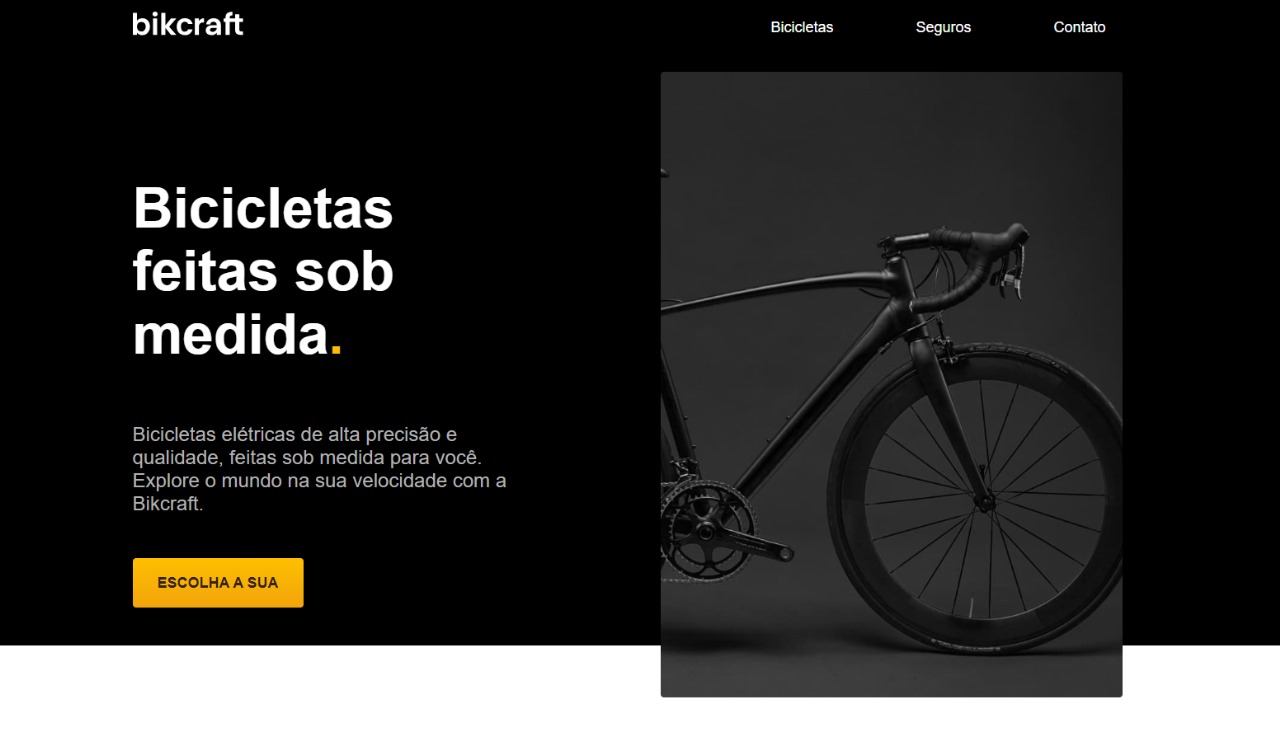 bikcraft
Bicicletas
Seguros
Contato
Bicicletas
feitas sob
medida.
Bicicletas elétricas de alta precisão e
qualidade, feitas sob medida para você.
Explore o mundo na sua velocidade com a
Bikcraft.
ESCOLHA A SUA